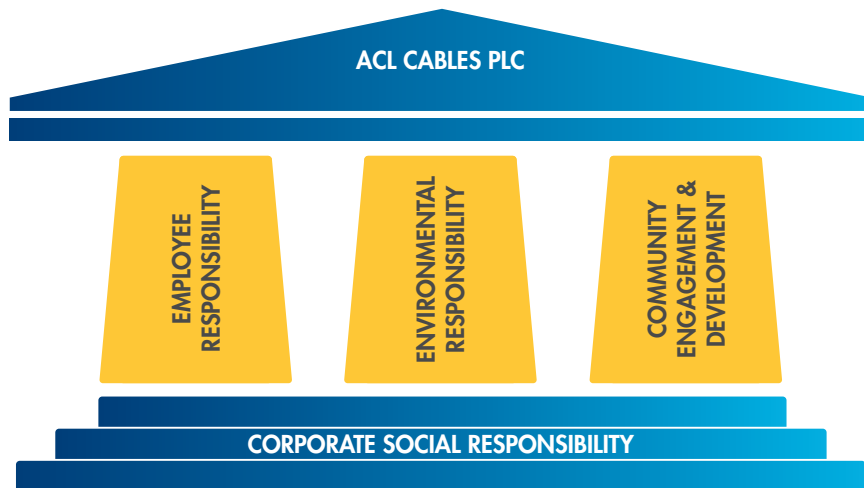 ACL CABLES PLC
EMPLOYEE
RESPONSIBILITY
ENVIRONMENTAL
RESPONSIBILITY
COMMUNITY
ENGAGEMENT &
DEVELOPMENT
CORPORATE SOCIAL RESPONSIBILITY